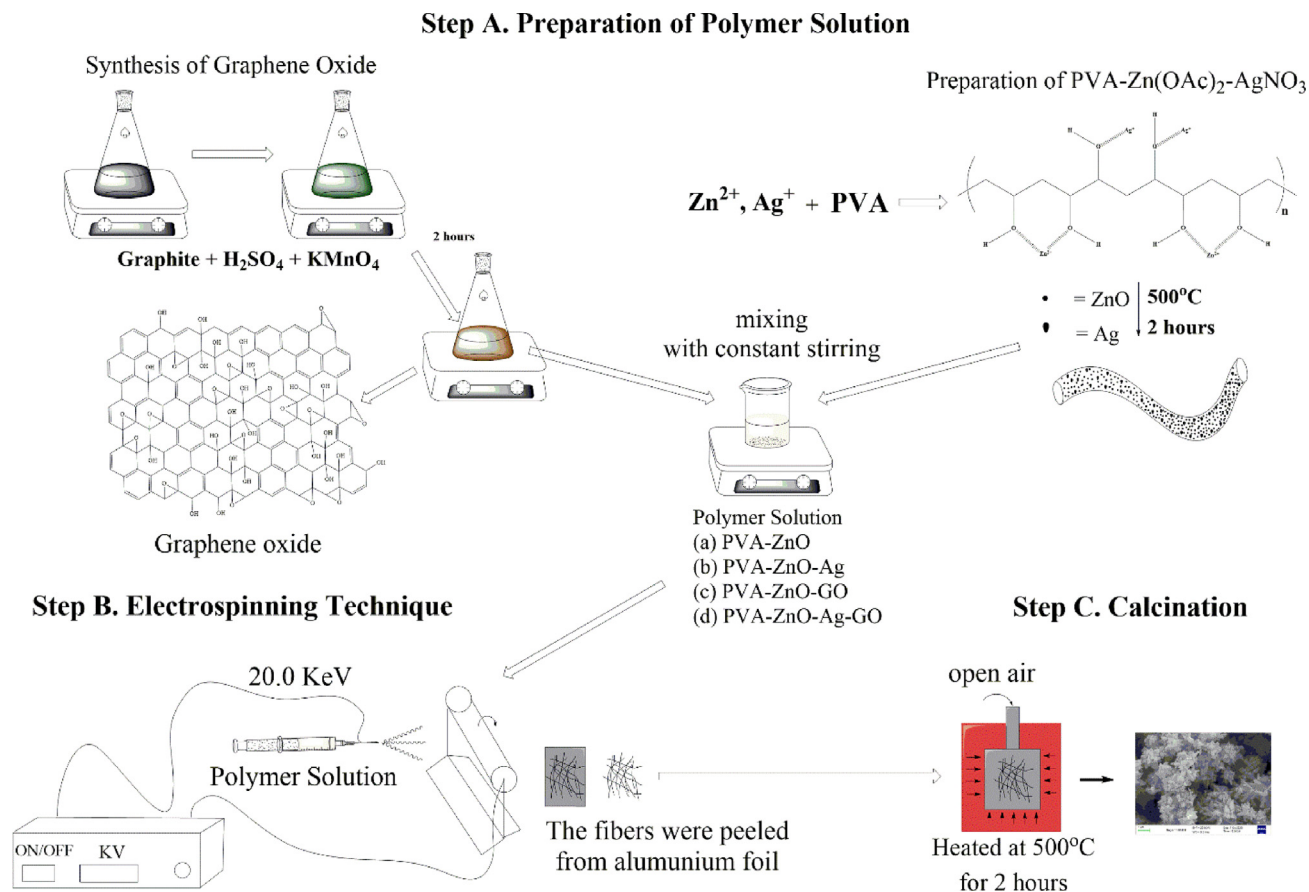 Step A. Preparation of Polymer Solution
Synthesis of Graphene Oxide
Graphite + H₂SO₄ + KMnO₄
2 hours
Graphene oxide
Preparation of PVA-Zn(OAc)₂-AgNO₃
Zn²⁺, Ag⁺ + PVA
H
H
Ag⁺
Ag⁺
O
O
n
H
O
O
H
O
O
H
Zn²⁺
Zn²⁺
• = ZnO
= Ag
500°C
2 hours
mixing
with constant stirring
Polymer Solution
(a) PVA-ZnO
(b) PVA-ZnO-Ag
(c) PVA-ZnO-GO
(d) PVA-ZnO-Ag-GO
Step B. Electrospinning Technique
20.0 KeV
Polymer Solution
ON/OFF
KV
The fibers were peeled
from alumunium foil
Step C. Calcination
open air
Heated at 500°C
for 2 hours